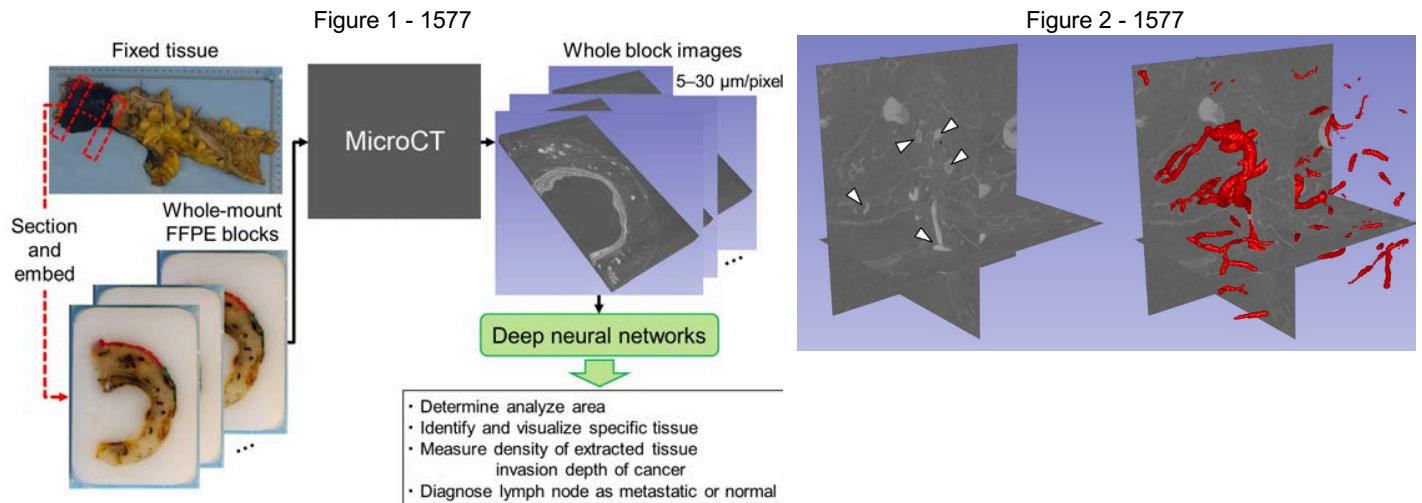 Figure 1 - 1577
Fixed tissue
Section
and
embed
Whole-mount
FFPE blocks
...
MicroCT
Whole block images
5–30 µm/pixel
...
Deep neural networks
・Determine analyze area
・Identify and visualize specific tissue
・Measure density of extracted tissue
invasion depth of cancer
・Diagnose lymph node as metastatic or normal
Figure 2 - 1577